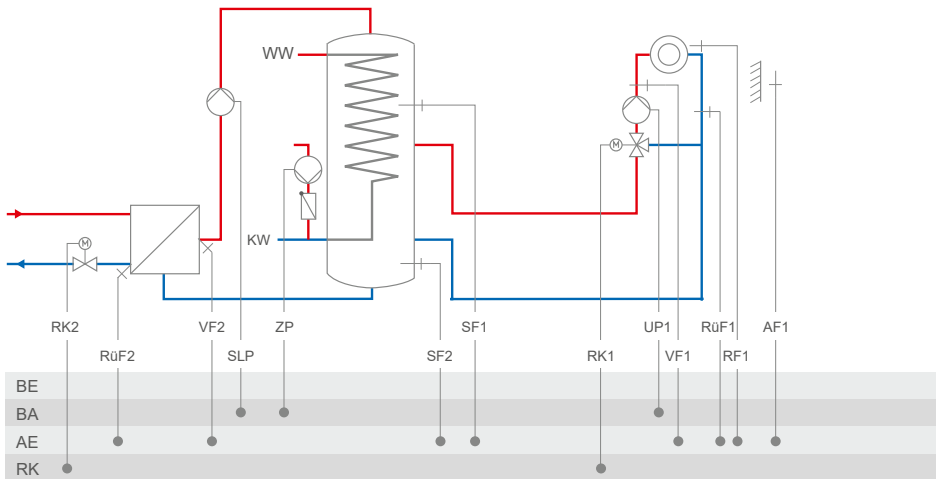 WW
M
KW
M
RK2 VF2 ZP SF1 UP1 RüF1 AF1
RüF2 SLP SF2 RK1 VF1 RF1
BE
BA
AE
RK